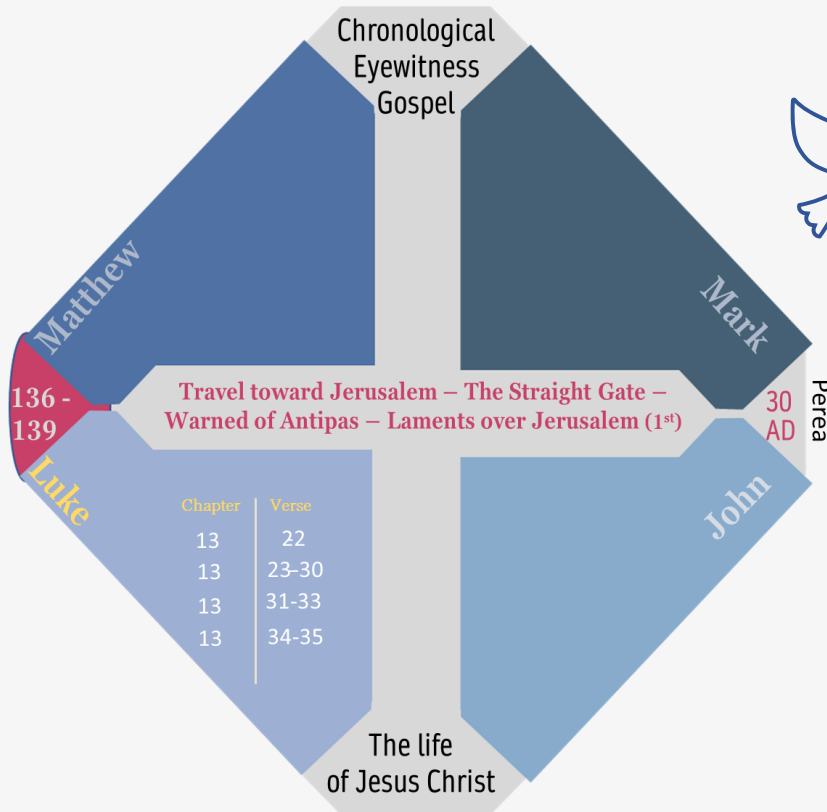 Chronological
Eyewitness
Gospel
Matthew
Mark
136 -
139
Travel toward Jerusalem – The Straight Gate –
Warned of Antipas – Laments over Jerusalem (1st)
30
AD
Perea
Luke
John
Chapter Verse
13 22
13 23-30
13 31-33
13 34-35
The life
of Jesus Christ